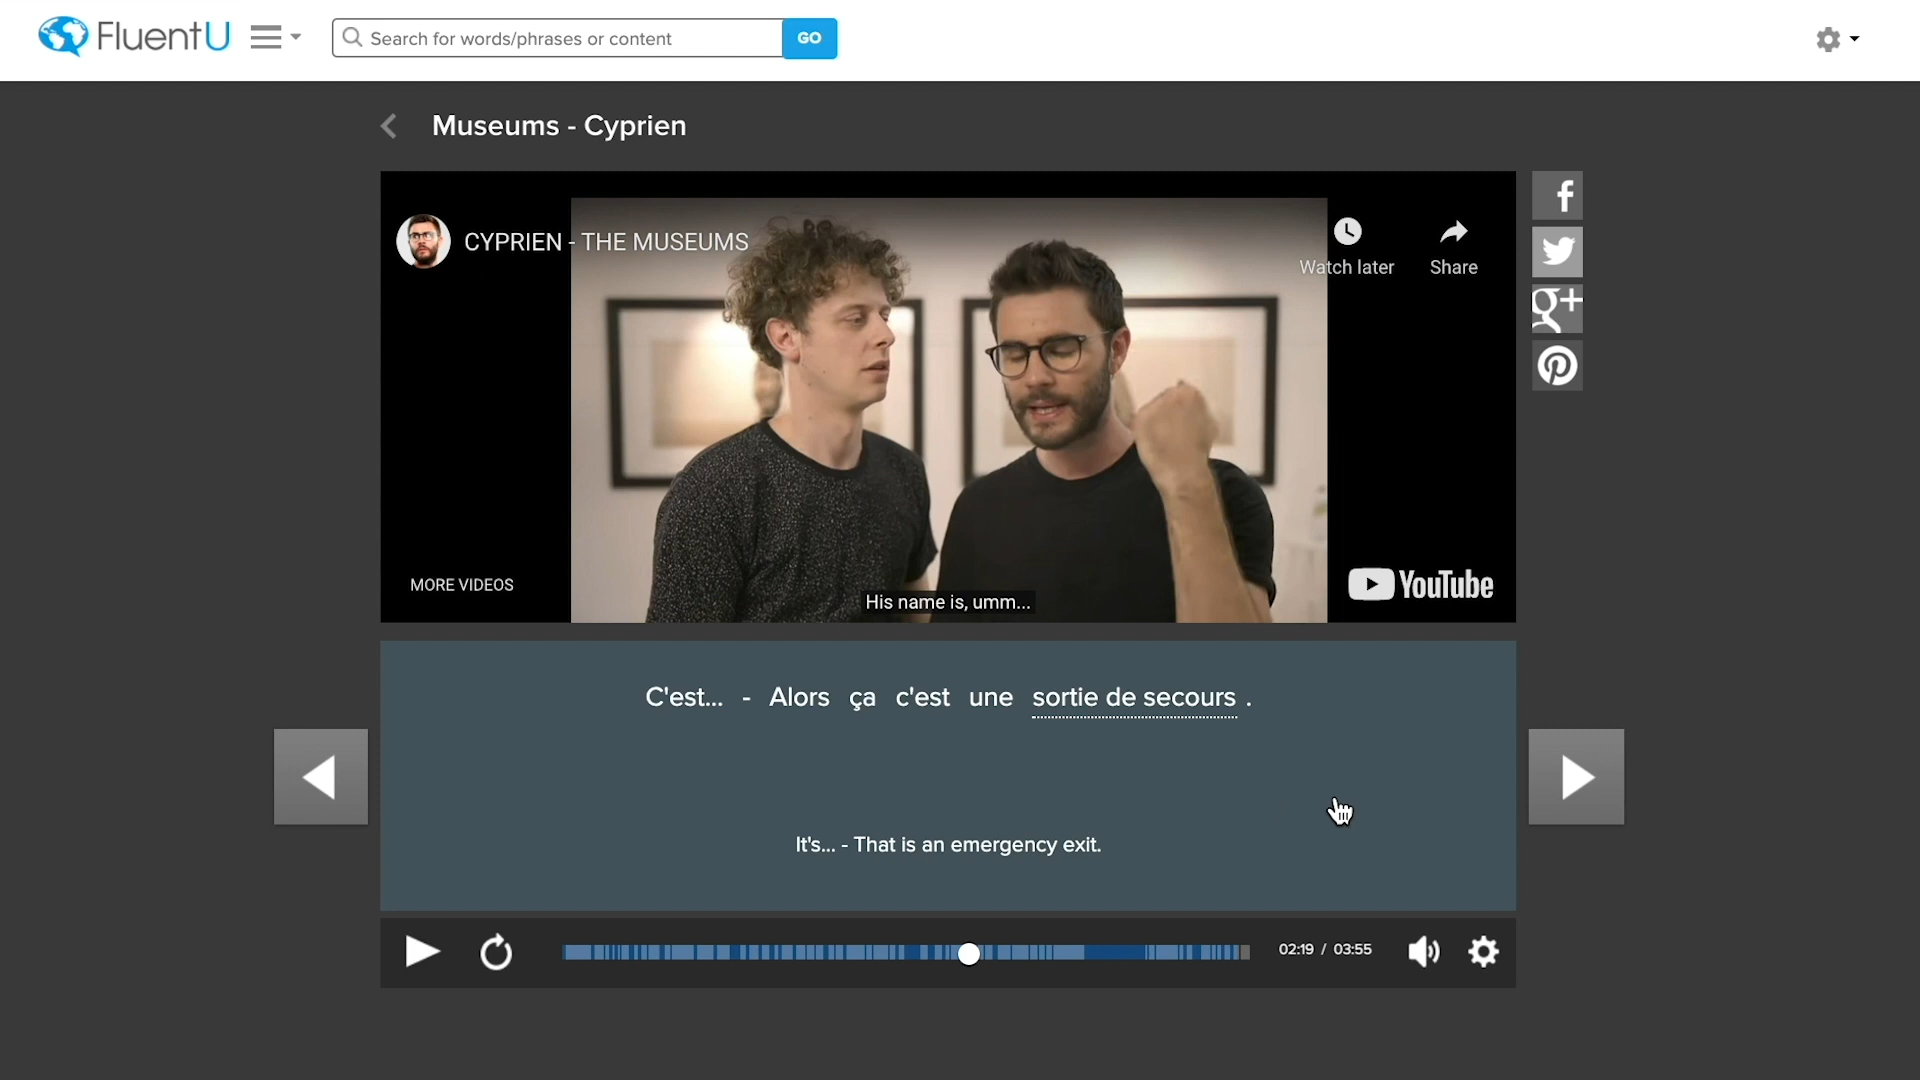 FluentU
Search for words/phrases or content
GO
Museums - Cyprien
CYPRIEN - THE MUSEUMS
Watch later
Share
MORE VIDEOS
YouTube
His name is, umm...
C'est... - Alors ça c'est une sortie de secours .
It's... - That is an emergency exit.
02:19 / 03:55